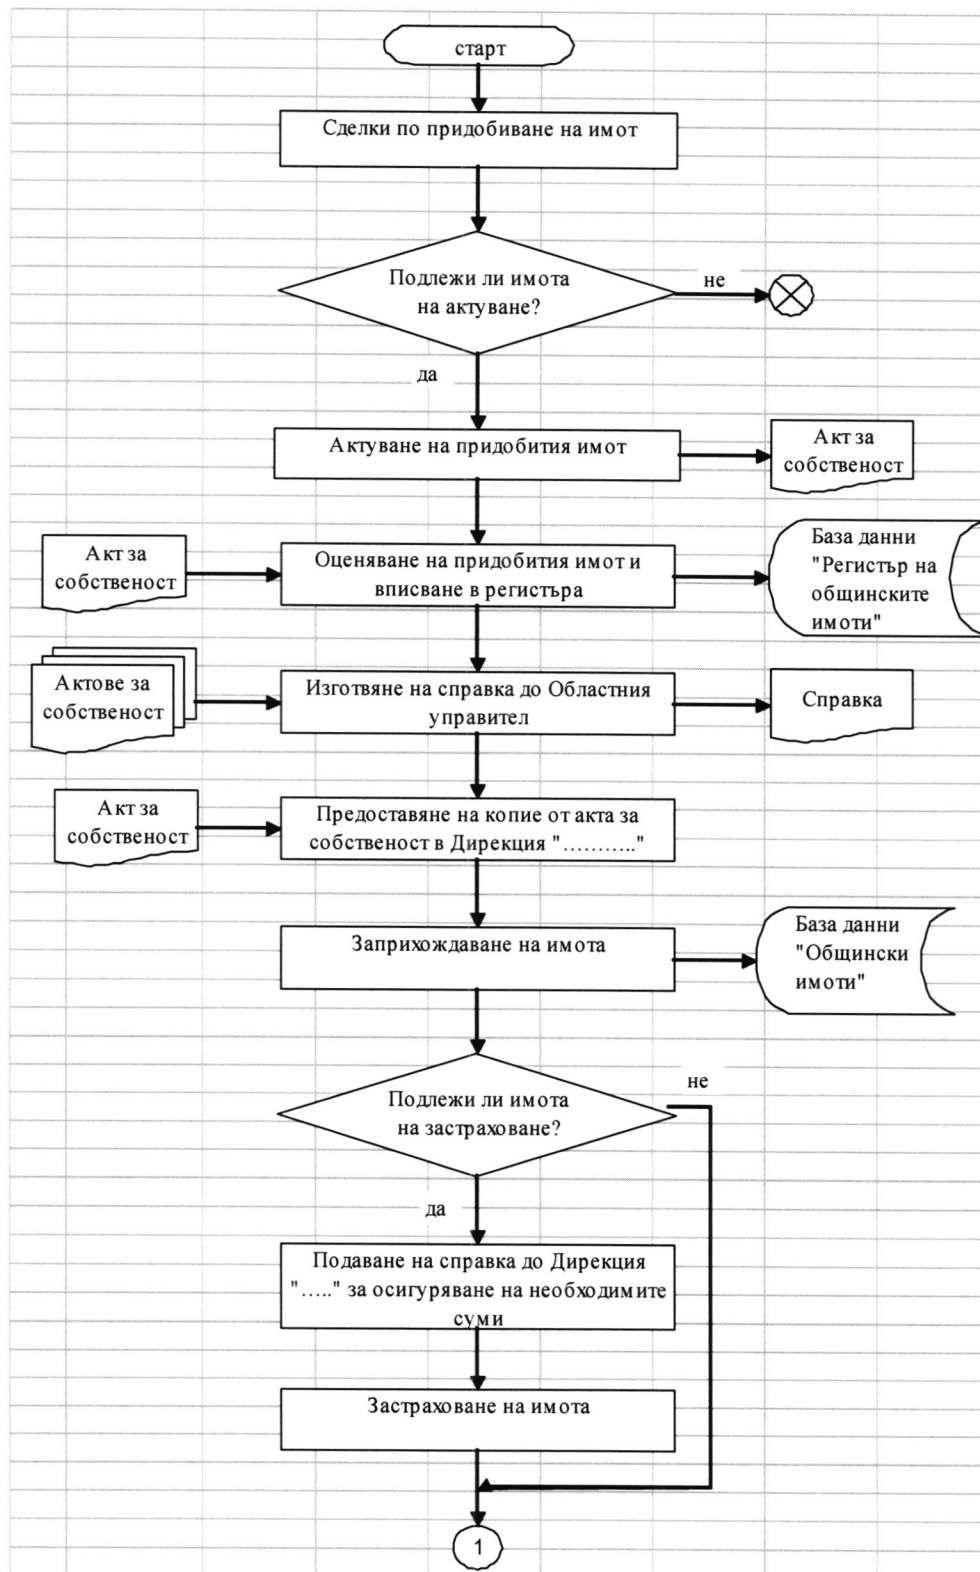 старт
Сделки по придобиване на имот
Подлежи ли имота
на актуване?
не
да
Актуване на придобития имот
Акт за
собственост
Акт за
собственост
Оценяване на придобития имот и
вписване в регистъра
База данни
"Регистър на
общинските
имоти"
Актове за
собственост
Изготвяне на справка до Областния
управител
Справка
Акт за
собственост
Предоставяне на копие от акта за
собственост в Дирекция "……….."
Заприхождаване на имота
База данни
"Общински
имоти"
Подлежи ли имота
на застраховане?
не
да
Подаване на справка до Дирекция
"….." за осигуряване на необходимите
суми
Застраховане на имота
1